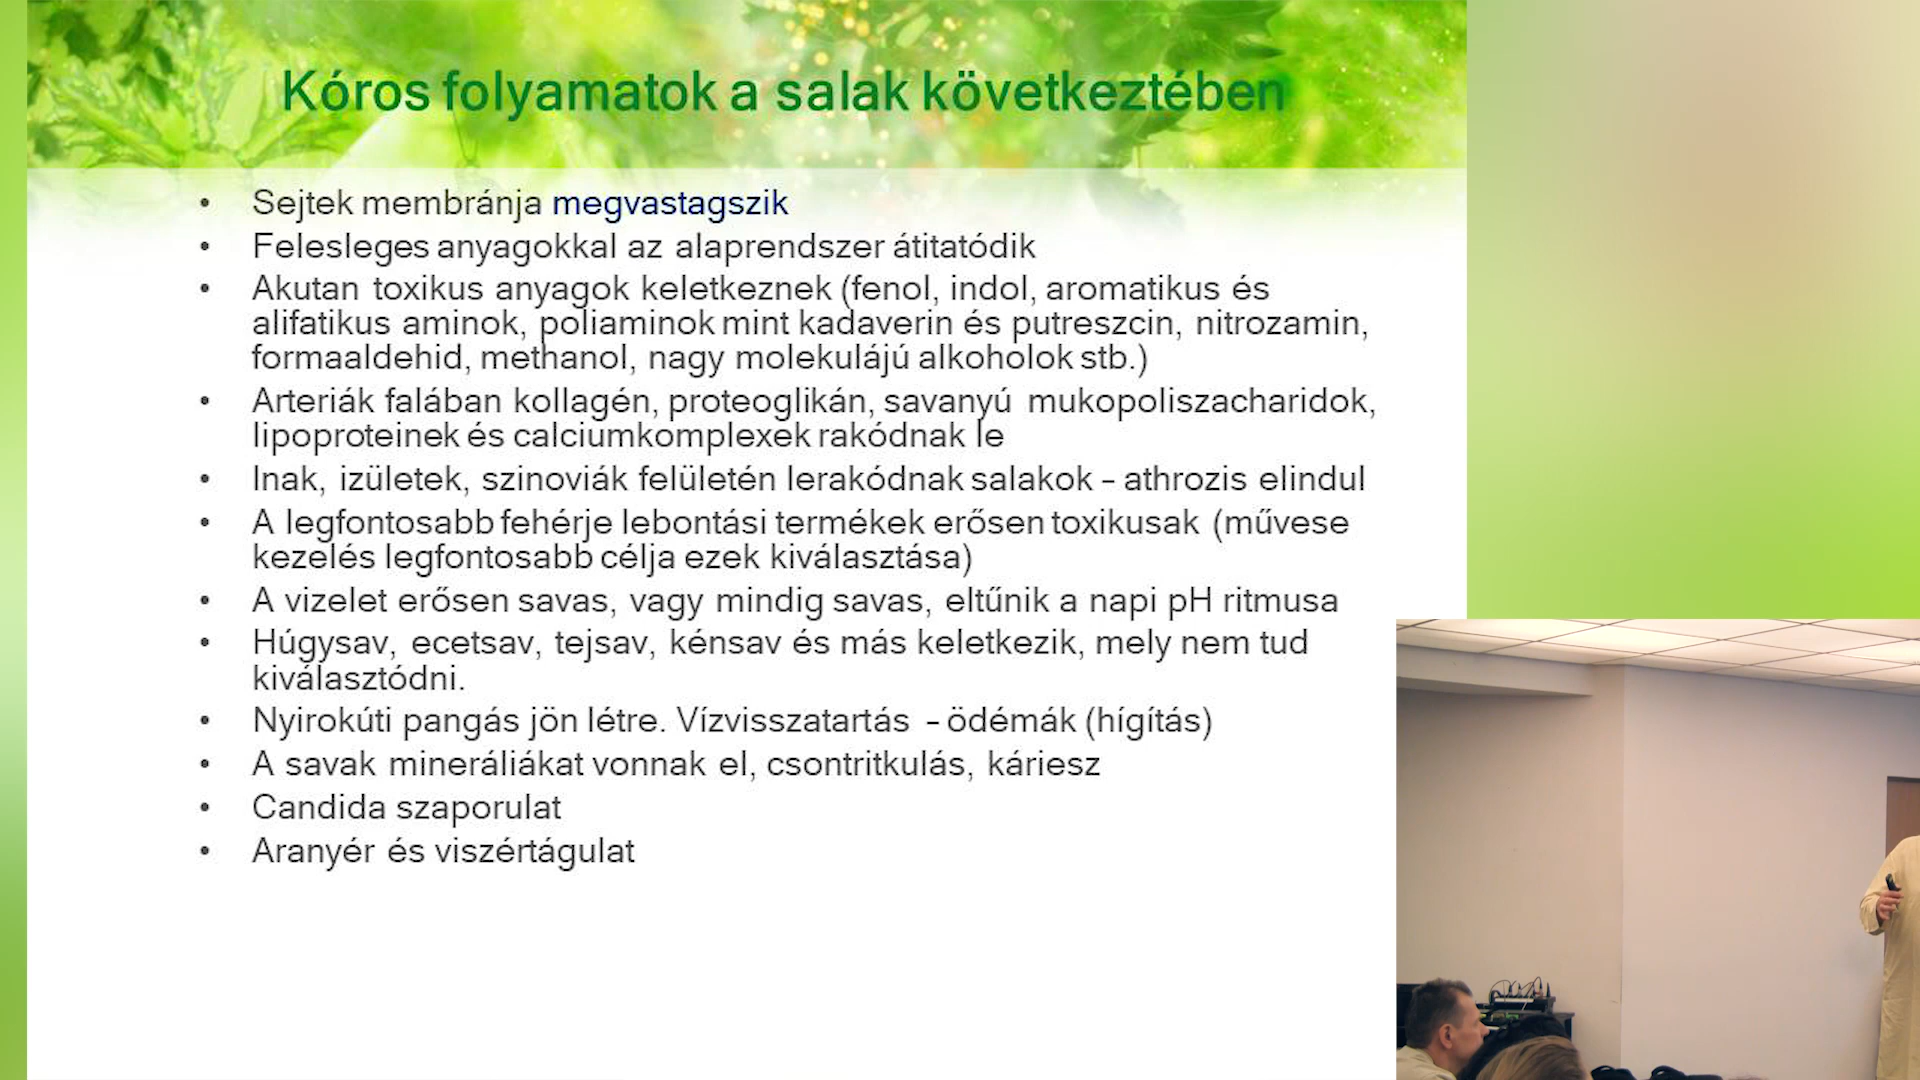 Kóros folyamatok a salak következtében
• Sejtek membránja megvastagszik
• Felesleges anyagokkal az alaprendszer átitatódik
• Akutan toxikus anyagok keletkeznek (fenol, indol, aromatikus és
alifatikus aminok, poliaminok mint kadaverin és putreszcin, nitrozamin,
formaaldehid, methanol, nagy molekulájú alkoholok stb.)
• Arteriák falában kollagén, proteoglikán, savanyú mukopoliszacharidok,
lipoproteinek és calciumkomplexek rakódnak le
• Inak, izületek, szinoviák felületén lerakódnak salakok – athrozis elindul
• A legfontosabb fehérje lebontási termékek erősen toxikusak (művese
kezelés legfontosabb célja ezek kiválasztása)
• A vizelet erősen savas, vagy mindig savas, eltűnik a napi pH ritmusa
• Húgysav, ecetsav, tejsav, kénsav és más keletkezik, mely nem tud
kiválasztódni.
• Nyirokúti pangás jön létre. Vízvisszatartás – ödémák (hígítás)
• A savak mineráliákat vonnak el, csontritkulás, káriesz
• Candida szaporulat
• Aranyér és viszértágulat